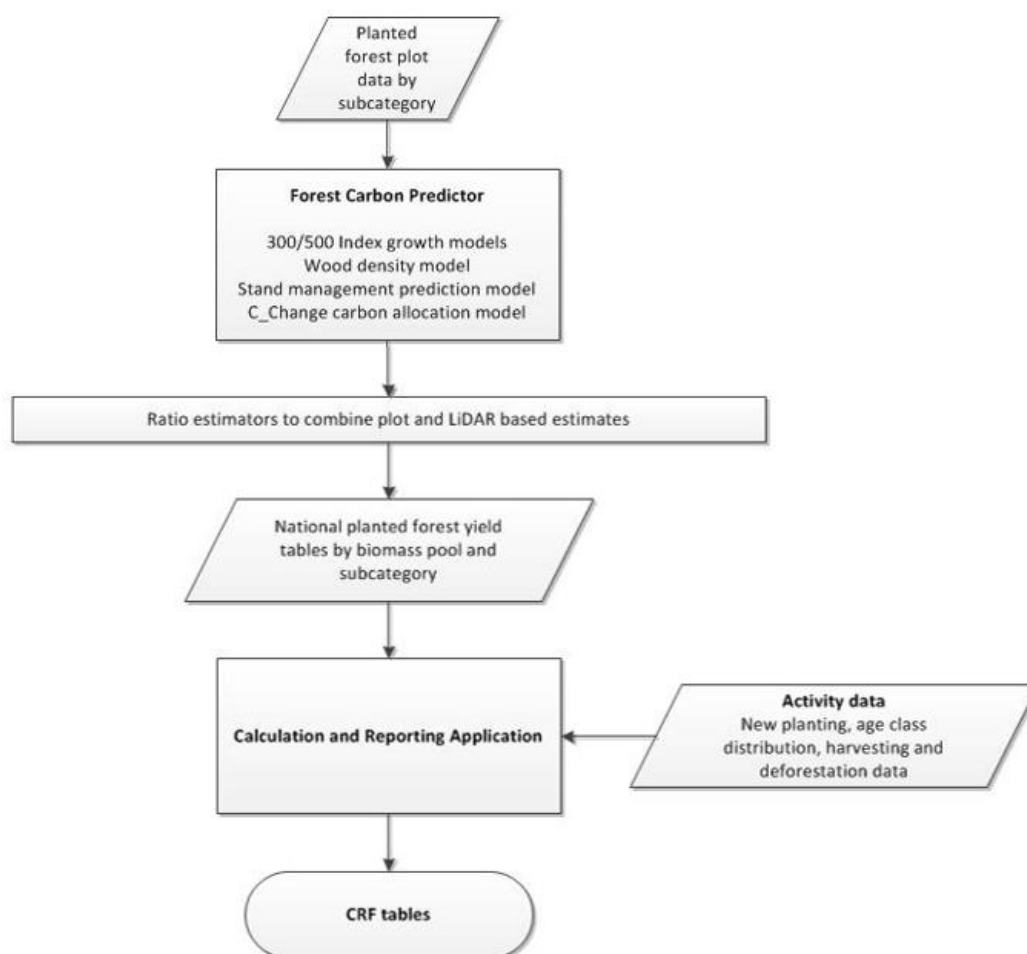 Planted
forest plot
data by
subcategory
Forest Carbon Predictor
300/500 Index growth models
Wood density model
Stand management prediction model
C_Change carbon allocation model
Ratio estimators to combine plot and LiDAR based estimates
National planted forest yield
tables by biomass pool and
subcategory
Calculation and Reporting Application
Activity data
New planting, age class
distribution, harvesting and
deforestation data
CRF tables